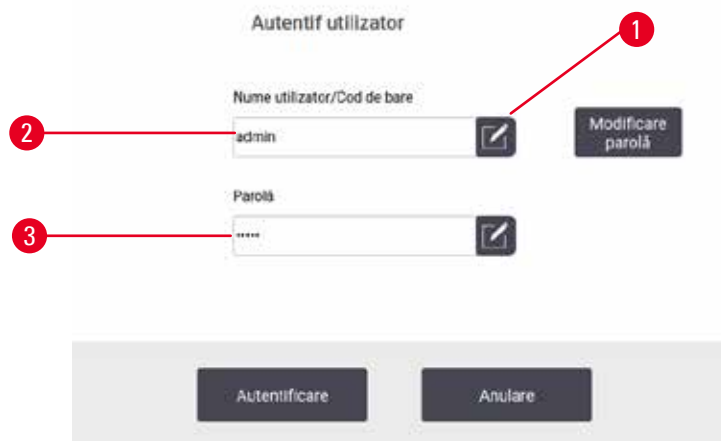 Autentif utilizator
1
Nume utilizator/Cod de bare
2
admin
Modificare
parolă
Parolă
3
•••••
Autentificare
Anulare